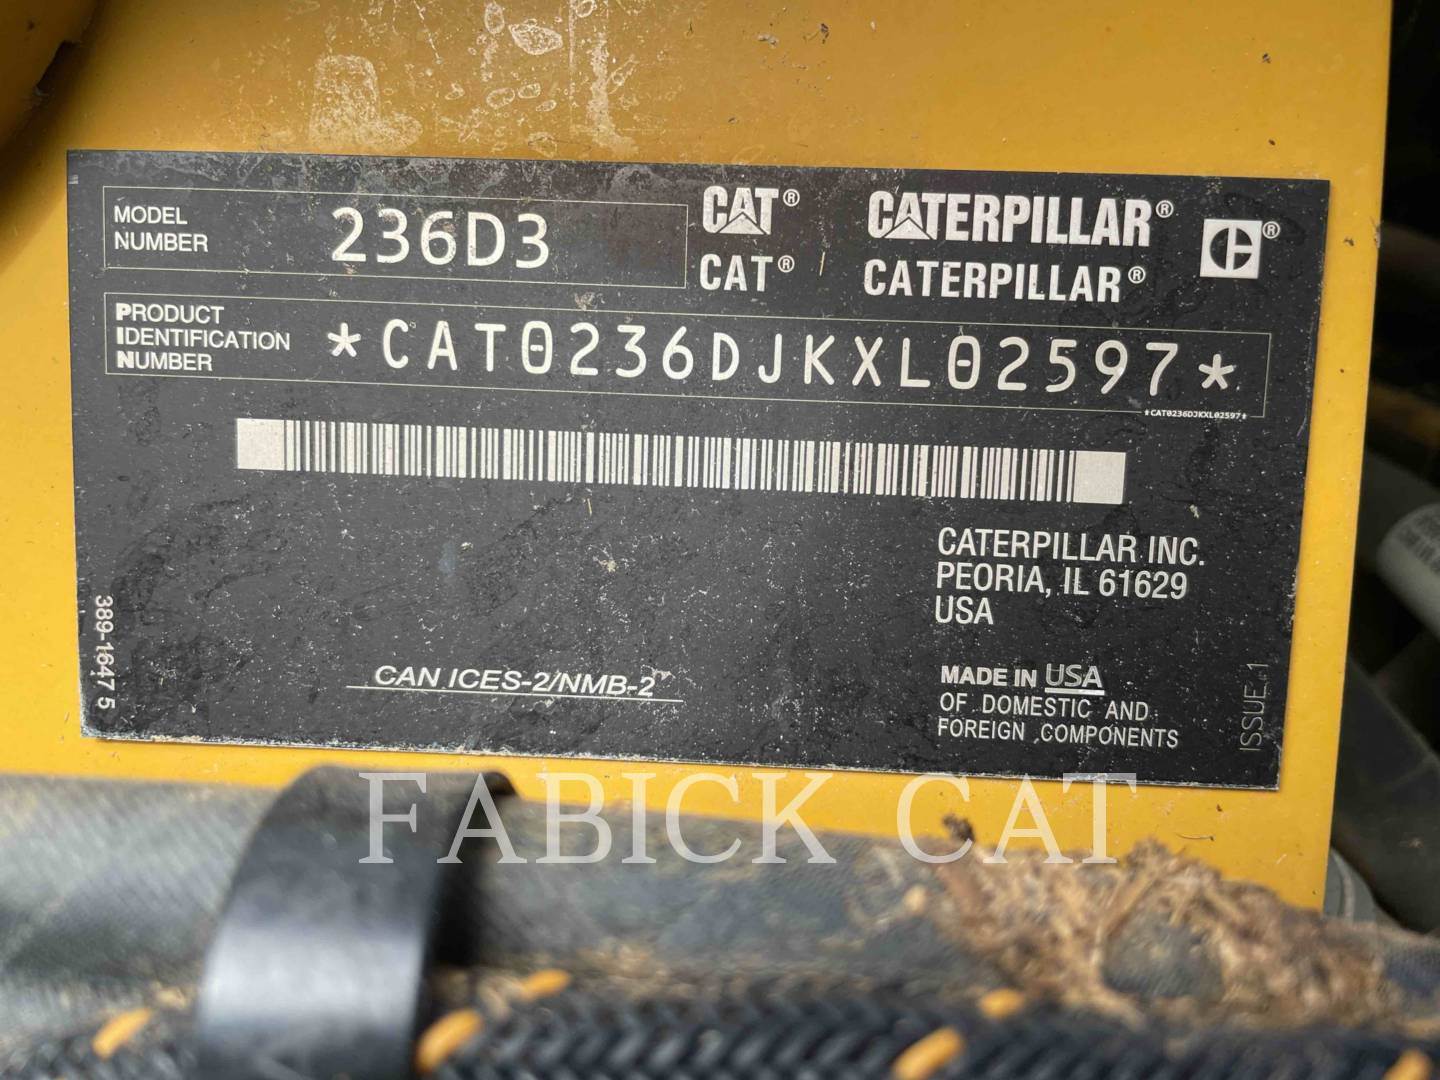 MODEL
NUMBER
236D3
CAT®
CATERPILLAR®
®
CAT®
CATERPILLAR®
PRODUCT
IDENTIFICATION
NUMBER
*CAT0236DJKXL02597*
*CAT0236DJKXL02597*
CATERPILLAR INC.
PEORIA, IL 61629
USA
389-1647 5
CAN ICES-2/NMB-2
MADE IN USA
OF DOMESTIC AND
FOREIGN COMPONENTS
ISSUE 1
FABICK CAT